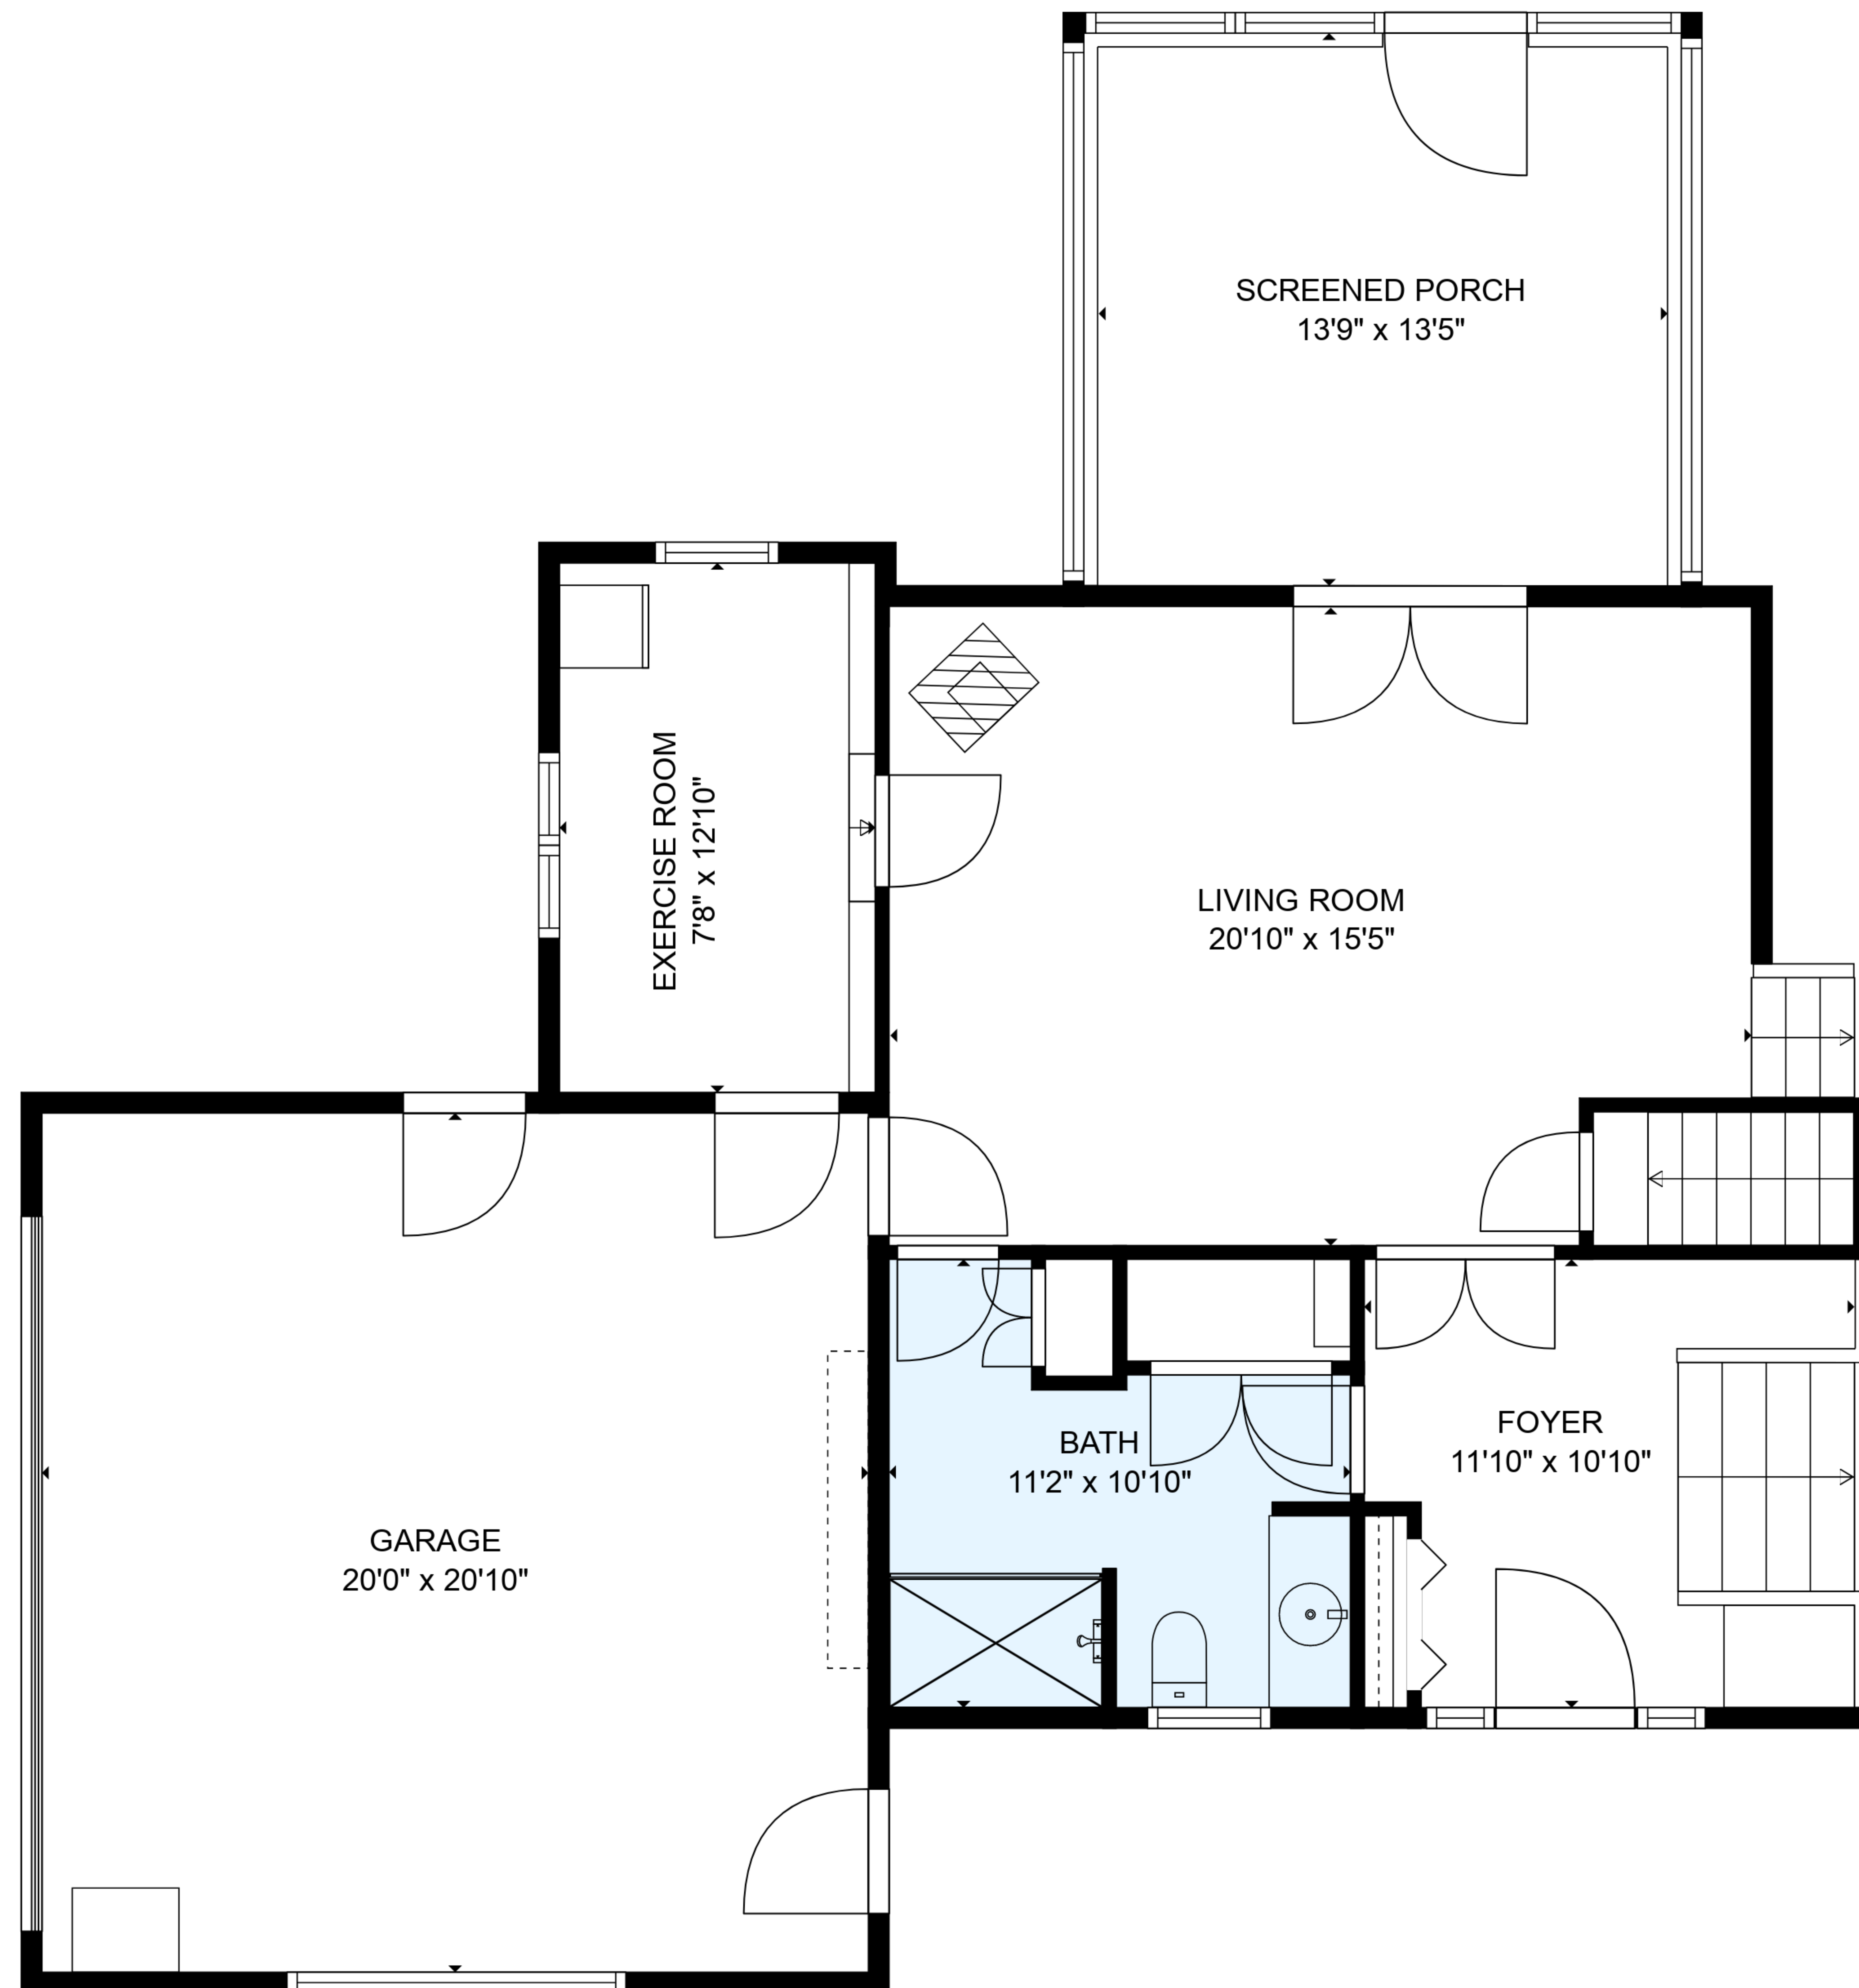 SCREENED PORCH
13'9" x 13'5"
EXERCISE ROOM
7'8" x 12'10"
LIVING ROOM
20'10" x 15'5"
FOYER
11'10" x 10'10"
BATH
11'2" x 10'10"
GARAGE
20'0" x 20'10"